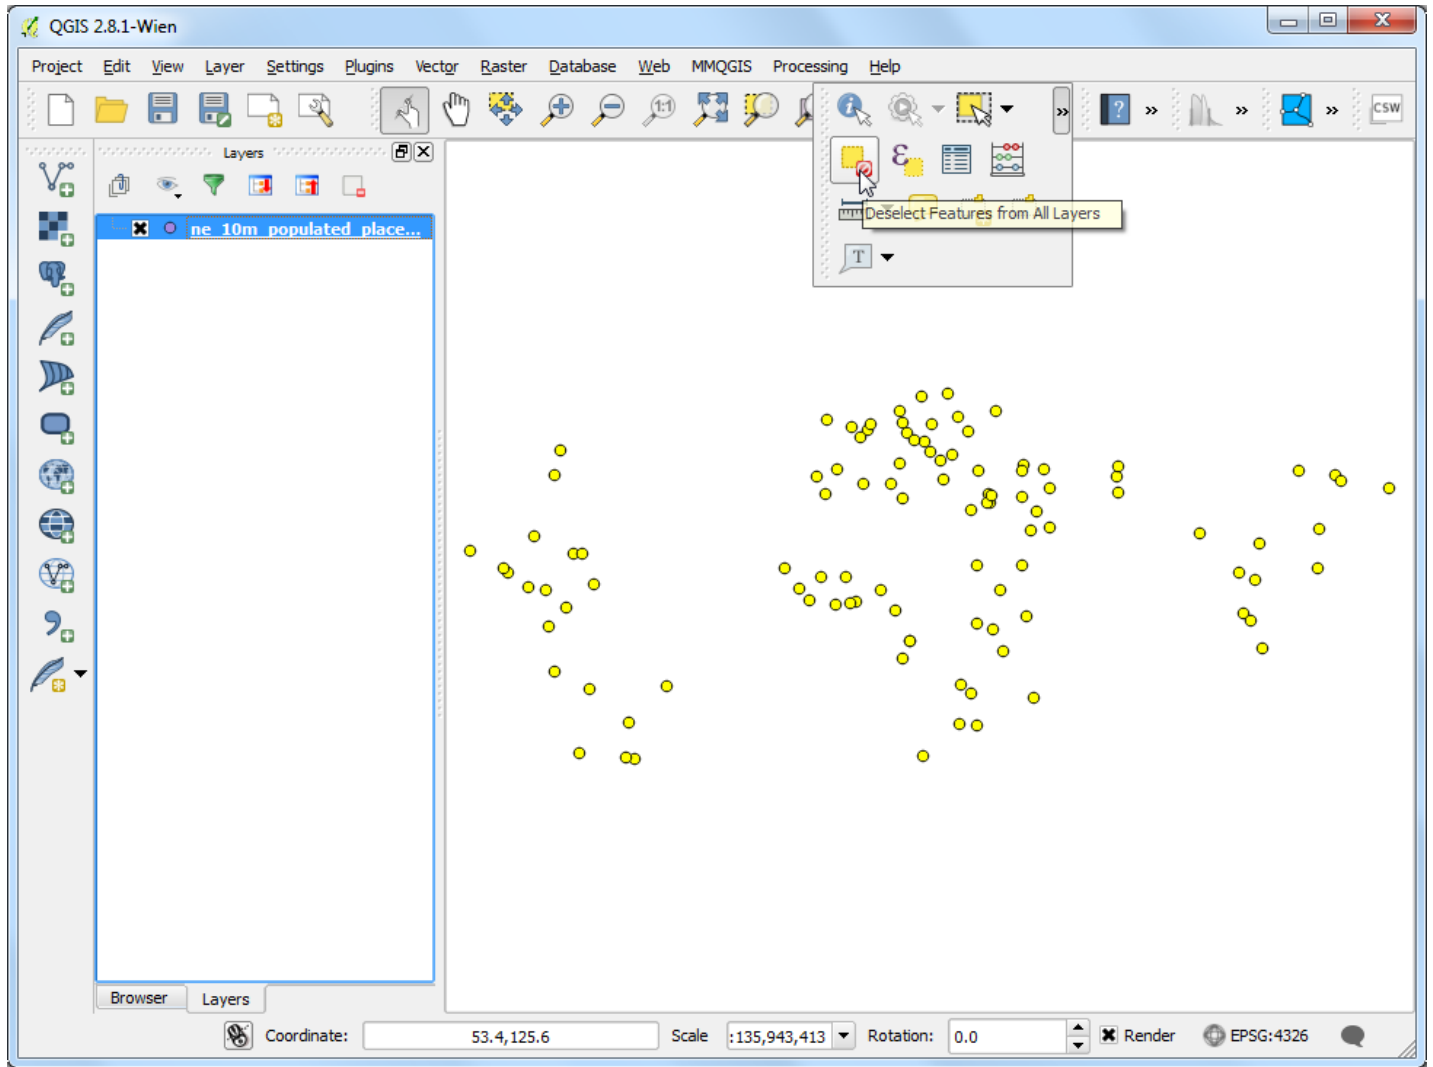 QGIS 2.8.1-Wien
Project Edit View Layer Settings Plugins Vector Raster Database Web MMQGIS Processing Help
1:1
?
CSW
Layers
ε
ne_10m_populated_place...
Deselect Features from All Layers
T
Browser Layers
Coordinate: 53.4,125.6 Scale :135,943,413 Rotation: 0.0 Render EPSG:4326